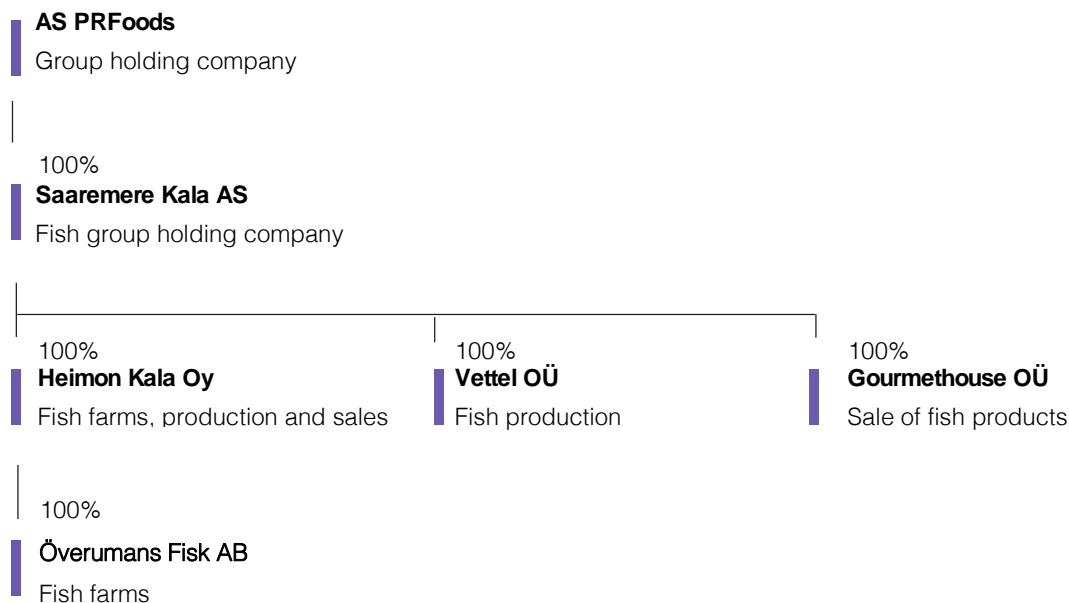 AS PRFoods
Group holding company
100%
Saaremere Kala AS
Fish group holding company
100%
Heimon Kala Oy
Fish farms, production and sales
100%
Vettel OÜ
Fish production
100%
Gourmethouse OÜ
Sale of fish products
100%
Överumans Fisk AB
Fish farms